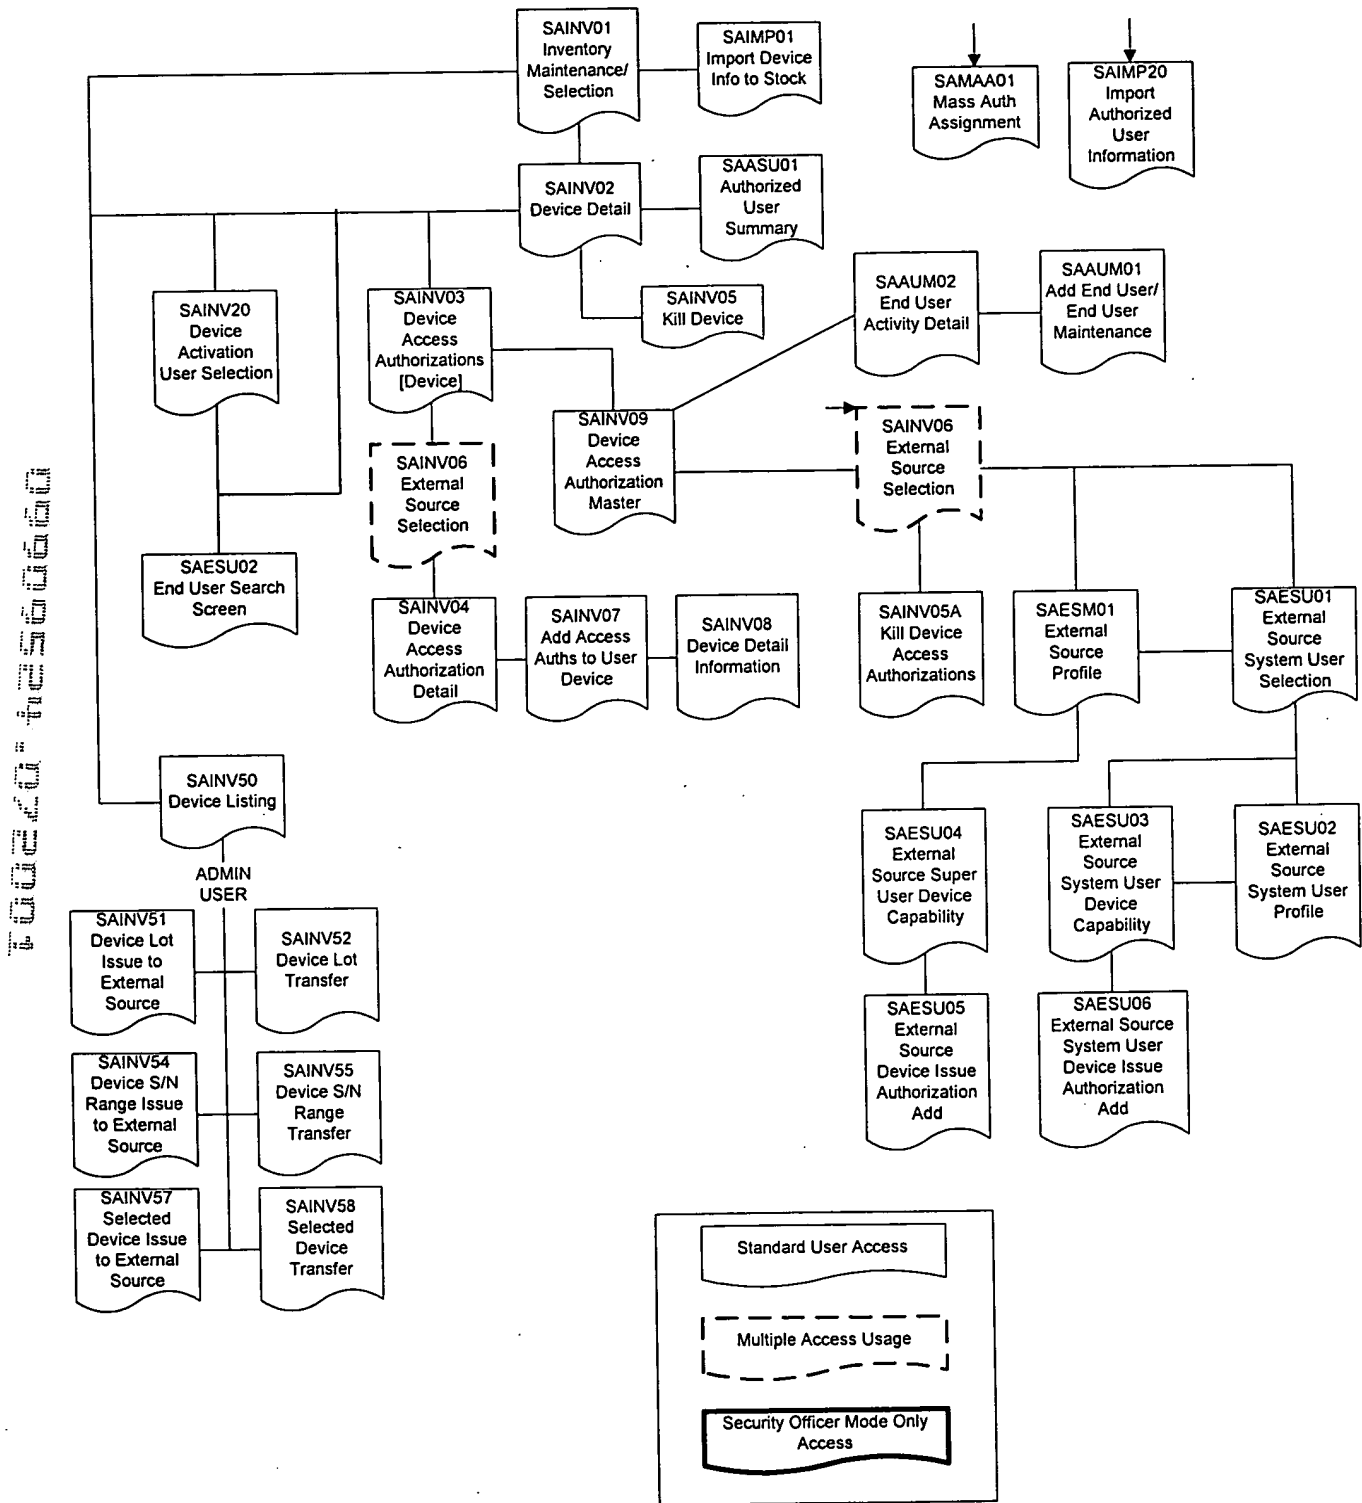 SAINV01
Inventory
Maintenance/
Selection
SAIMP01
Import Device
Info to Stock
SAMAA01
Mass Auth
Assignment
SAIMP20
Import
Authorized
User
Information
SAINV02
Device Detail
SAASU01
Authorized
User
Summary
SAINV05
Kill Device
SAAUM02
End User
Activity Detail
SAAUM01
Add End User/
End User
Maintenance
SAINV20
Device
Activation
User Selection
SAINV03
Device
Access
Authorizations
[Device]
SAINV09
Device
Access
Authorization
Master
SAINV06
External
Source
Selection
SAINV06
External
Source
Selection
SAESU02
End User Search
Screen
SAINV04
Device
Access
Authorization
Detail
SAINV07
Add Access
Auths to User
Device
SAINV08
Device Detail
Information
SAINV05A
Kill Device
Access
Authorizations
SAESM01
External
Source
Profile
SAESU01
External
Source
System User
Selection
SAINV50
Device Listing
ADMIN
USER
SAESU04
External
Source Super
User Device
Capability
SAESU03
External
Source
System User
Device
Capability
SAESU02
External
Source
System User
Profile
SAINV51
Device Lot
Issue to
External
Source
SAINV52
Device Lot
Transfer
SAESU05
External
Source
Device Issue
Authorization
Add
SAESU06
External Source
System User
Device Issue
Authorization
Add
SAINV54
Device S/N
Range Issue
to External
Source
SAINV55
Device S/N
Range
Transfer
SAINV57
Selected
Device Issue
to External
Source
SAINV58
Selected
Device
Transfer
Standard User Access
Multiple Access Usage
Security Officer Mode Only
Access